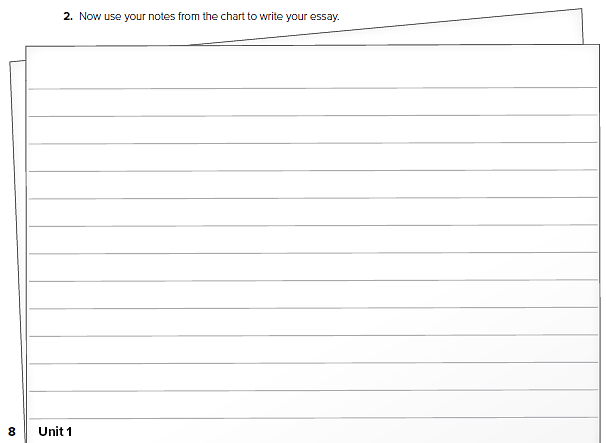 2. Now use your notes from the chart to write your essay.
8 Unit 1